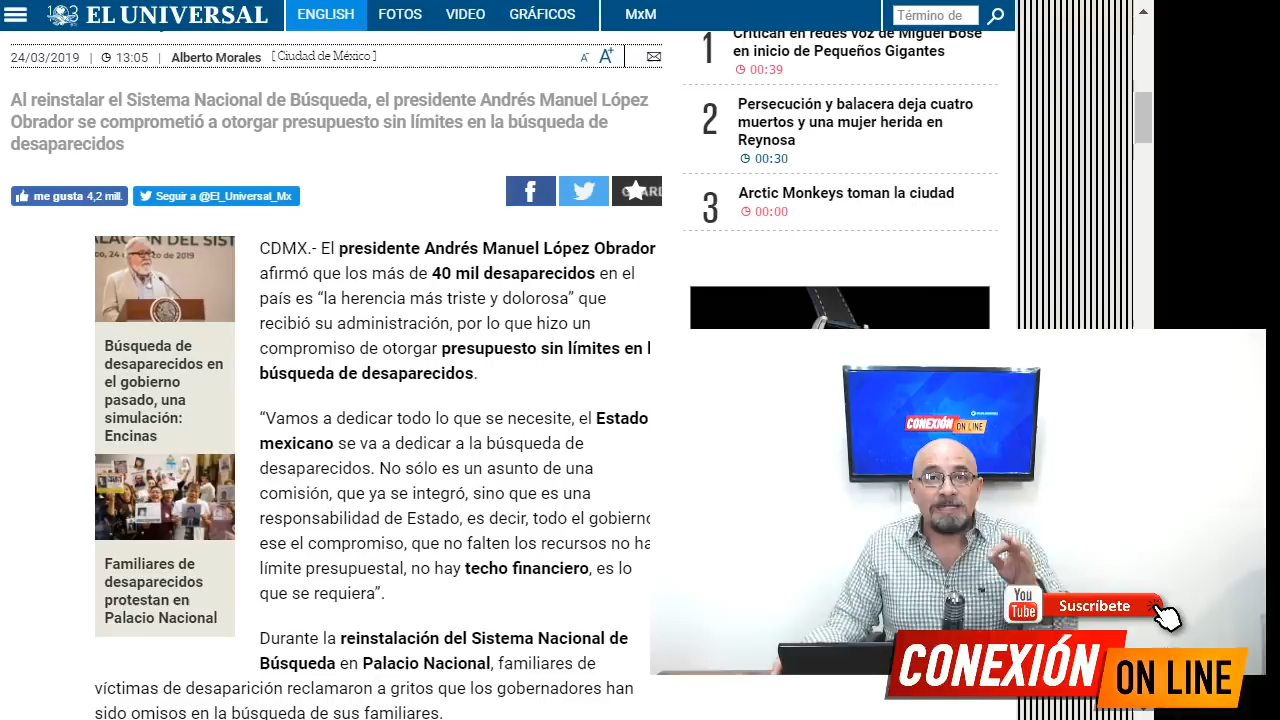 EL UNIVERSAL
ENGLISH
FOTOS
VIDEO
GRÁFICOS
MxM
Término de
24/03/2019 | 13:05 | Alberto Morales [ Ciudad de México ]
A- A+
Al reinstalar el Sistema Nacional de Búsqueda, el presidente Andrés Manuel López
Obrador se comprometió a otorgar presupuesto sin límites en la búsqueda de
desaparecidos
me gusta 4,2 mill.
Seguir a @El_Universal_Mx
DEL SIST
zo de 2019
Búsqueda de
desaparecidos en
el gobierno
pasado, una
simulación:
Encinas
Familiares de
desaparecidos
protestan en
Palacio Nacional
CDMX.- El presidente Andrés Manuel López Obrador
afirmó que los más de 40 mil desaparecidos en el
país es “la herencia más triste y dolorosa” que
recibió su administración, por lo que hizo un
compromiso de otorgar presupuesto sin límites en l
búsqueda de desaparecidos.
“Vamos a dedicar todo lo que se necesite, el Estado
mexicano se va a dedicar a la búsqueda de
desaparecidos. No sólo es un asunto de una
comisión, que ya se integró, sino que es una
responsabilidad de Estado, es decir, todo el gobierno
ese el compromiso, que no falten los recursos no ha
límite presupuestal, no hay techo financiero, es lo
que se requiera”.
Durante la reinstalación del Sistema Nacional de
Búsqueda en Palacio Nacional, familiares de
víctimas de desaparición reclamaron a gritos que los gobernadores han
sido omisos en la búsqueda de sus familiares.
1
Critican en redes voz de Miguel Bosé
en inicio de Pequeños Gigantes
00:39
2
Persecución y balacera deja cuatro
muertos y una mujer herida en
Reynosa
00:30
3
Arctic Monkeys toman la ciudad
00:00
CONEXIÓN ON LINE
You Tube
Suscríbete
CONEXIÓN
ON LINE